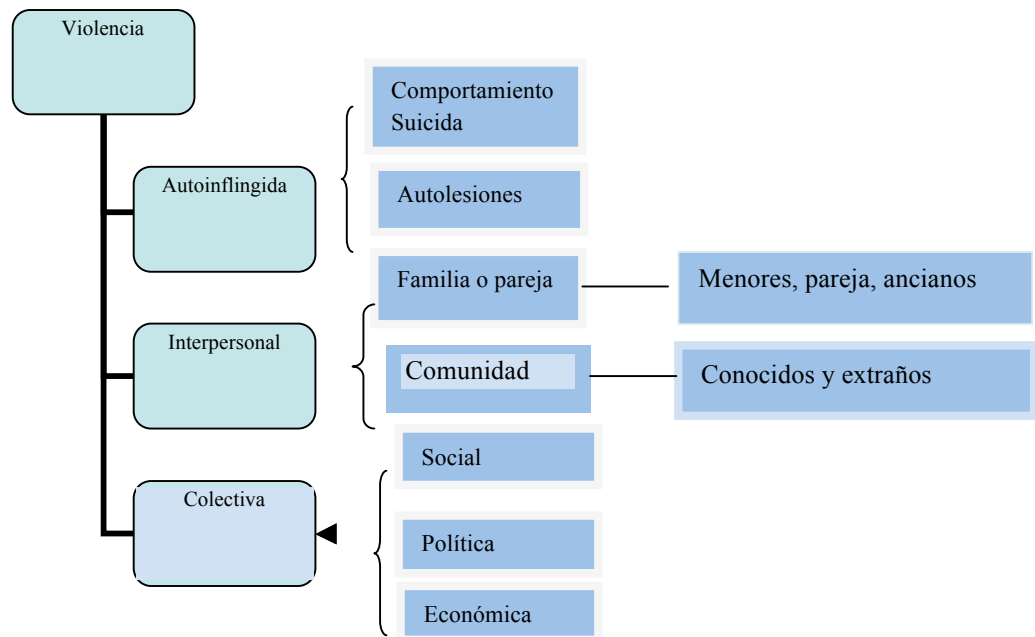 Violencia
Autoinflingida
Comportamiento
Suicida
Autolesiones
Interpersonal
Familia o pareja
Menores, pareja, ancianos
Comunidad
Conocidos y extraños
Colectiva
Social
Política
Económica